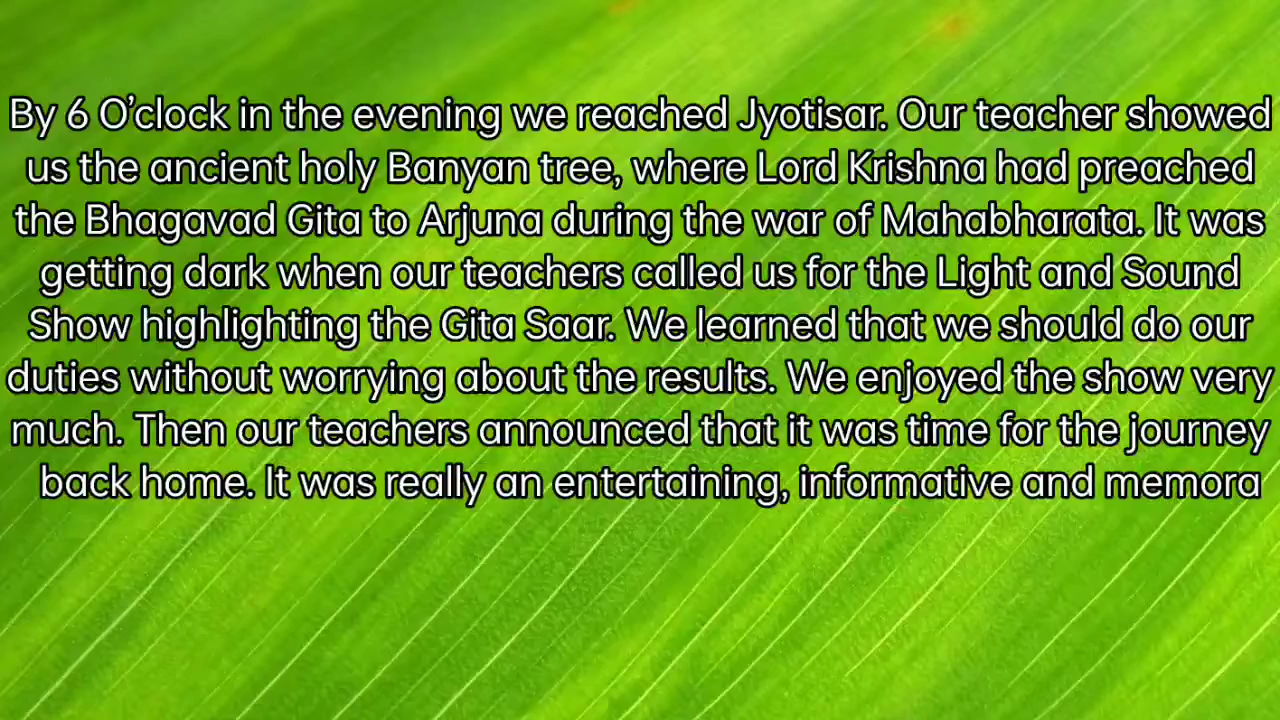 By 6 O’clock in the evening we reached Jyotisar. Our teacher showed
us the ancient holy Banyan tree, where Lord Krishna had preached
the Bhagavad Gita to Arjuna during the war of Mahabharata. It was
getting dark when our teachers called us for the Light and Sound
Show highlighting the Gita Saar. We learned that we should do our
duties without worrying about the results. We enjoyed the show very
much. Then our teachers announced that it was time for the journey
back home. It was really an entertaining, informative and memora